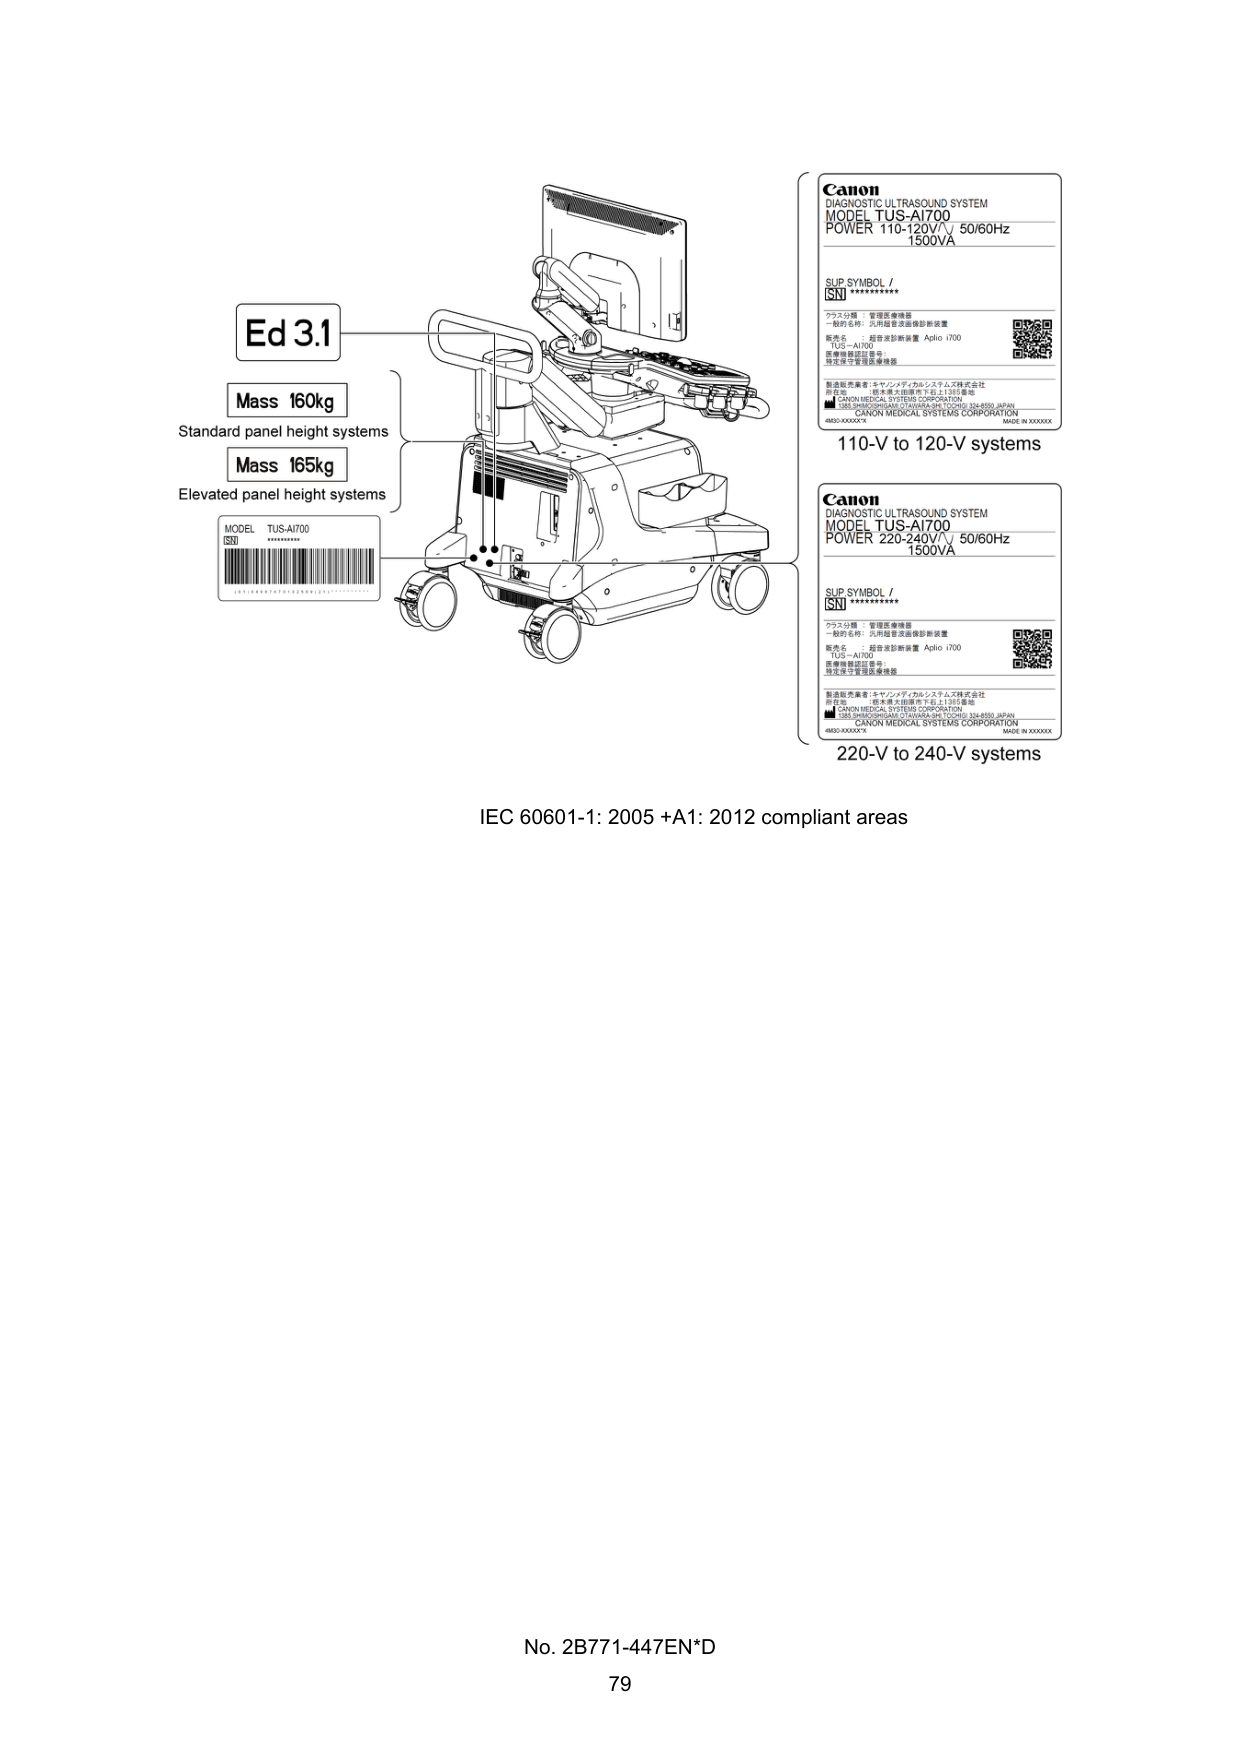 Ed 3.1
Mass 160kg
Standard panel height systems
Mass 165kg
Elevated panel height systems
MODEL TUS-AI700
SN **********
Canon
DIAGNOSTIC ULTRASOUND SYSTEM
MODEL TUS-AI700
POWER 110-120V 50/60Hz
1500VA
SUP.SYMBOL /
SN **********
クラス分類 : 管理医療機器
一般的名称: 汎用超音波画像診断装置
販売名 : 超音波診断装置 Aplio i700
TUS-AI700
医療機器認証番号:
特定保守管理医療機器
製造販売業者:キヤノンメディカルシステムズ株式会社
所在地 :栃木県大田原市下石上1385番地
CANON MEDICAL SYSTEMS CORPORATION
1385,SHIMOISHIGAMI,OTAWARA-SHI,TOCHIGI 324-8550,JAPAN
CANON MEDICAL SYSTEMS CORPORATION
4M30-XXXXX*X MADE IN XXXXXX
110-V to 120-V systems
Canon
DIAGNOSTIC ULTRASOUND SYSTEM
MODEL TUS-AI700
POWER 220-240V 50/60Hz
1500VA
SUP.SYMBOL /
SN **********
クラス分類 : 管理医療機器
一般的名称: 汎用超音波画像診断装置
販売名 : 超音波診断装置 Aplio i700
TUS-AI700
医療機器認証番号:
特定保守管理医療機器
製造販売業者:キヤノンメディカルシステムズ株式会社
所在地 :栃木県大田原市下石上1385番地
CANON MEDICAL SYSTEMS CORPORATION
1385,SHIMOISHIGAMI,OTAWARA-SHI,TOCHIGI 324-8550,JAPAN
CANON MEDICAL SYSTEMS CORPORATION
4M30-XXXXX*X MADE IN XXXXXX
220-V to 240-V systems
IEC 60601-1: 2005 +A1: 2012 compliant areas
No. 2B771-447EN*D
79